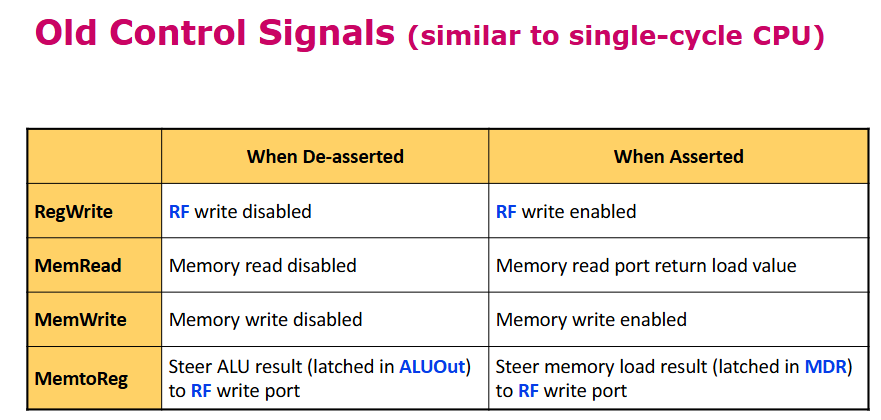 Old Control Signals (similar to single-cycle CPU)
When De-asserted When Asserted
RegWrite RF write disabled RF write enabled
MemRead Memory read disabled Memory read port return load value
MemWrite Memory write disabled Memory write enabled
MemtoReg Steer ALU result (latched in ALUOut) Steer memory load result (latched in MDR)
to RF write port to RF write port